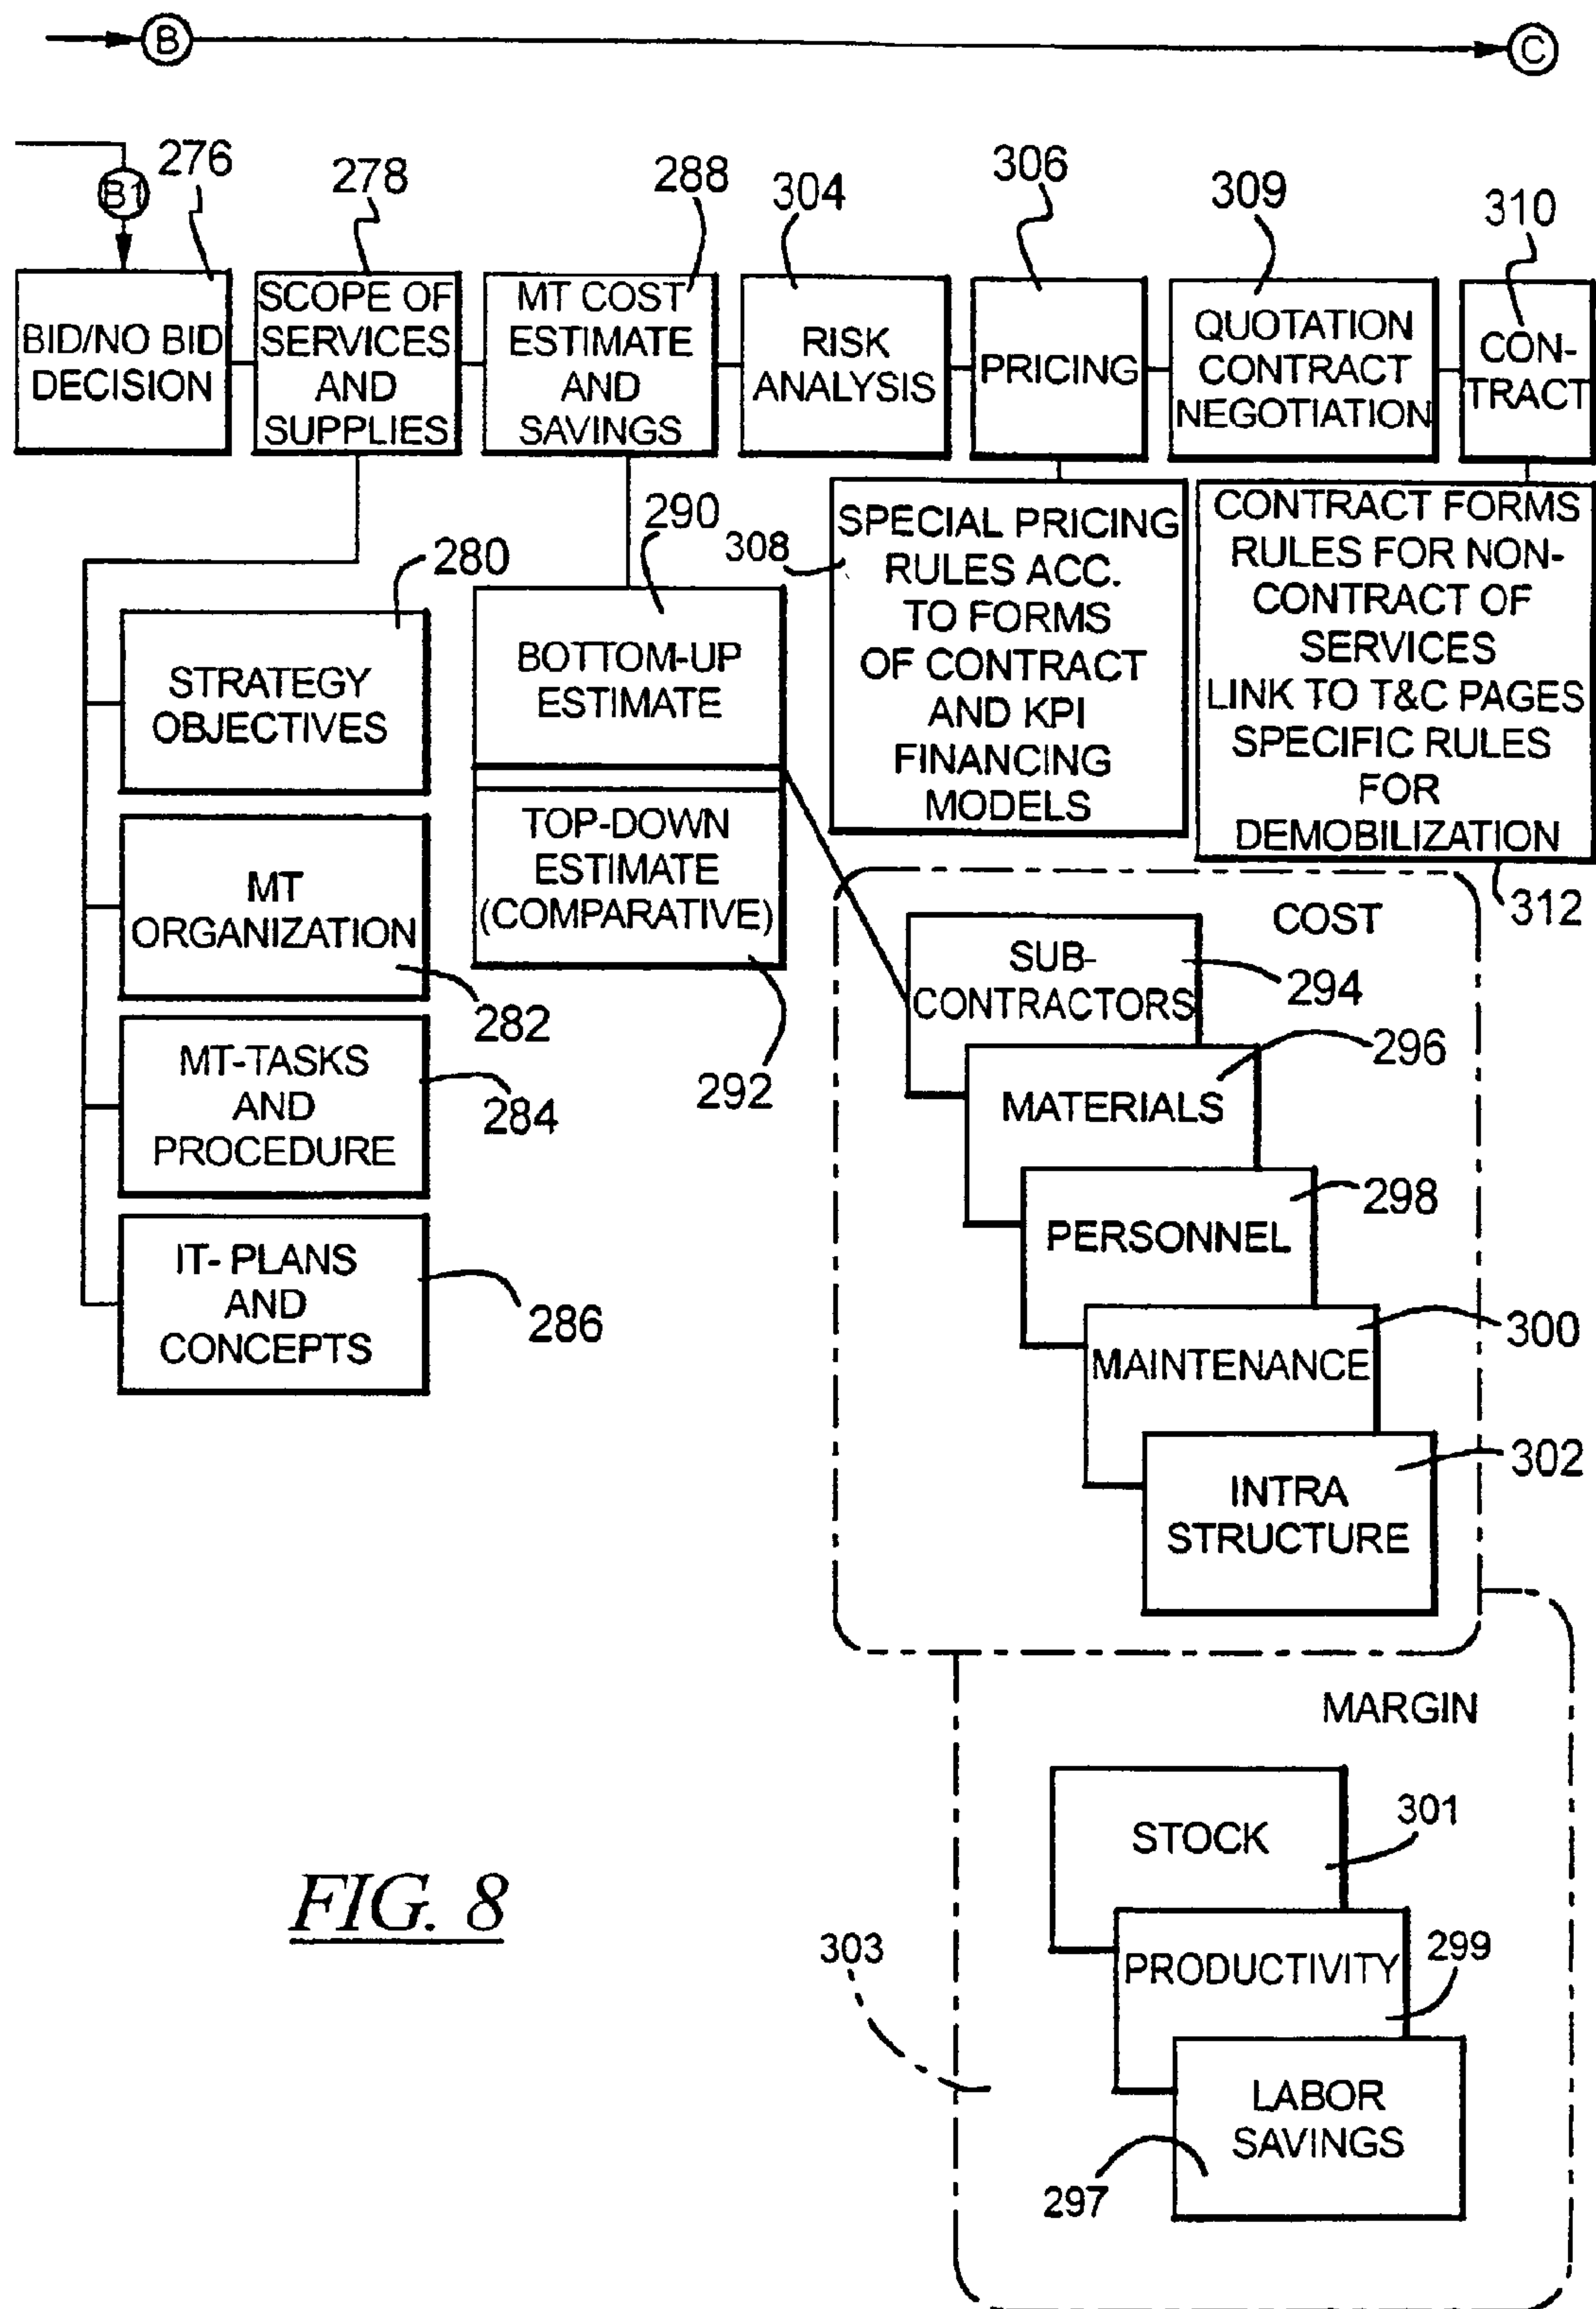 B
C
B1
276
278
288
304
306
309
310
BID/NO BID
DECISION
SCOPE OF
SERVICES
AND
SUPPLIES
MT COST
ESTIMATE
AND
SAVINGS
RISK
ANALYSIS
PRICING
QUOTATION
CONTRACT
NEGOTIATION
CON-
TRACT
280
STRATEGY
OBJECTIVES
MT
ORGANIZATION
282
MT-TASKS
AND
PROCEDURE
284
IT- PLANS
AND
CONCEPTS
286
290
BOTTOM-UP
ESTIMATE
TOP-DOWN
ESTIMATE
(COMPARATIVE)
292
308
SPECIAL PRICING
RULES ACC.
TO FORMS
OF CONTRACT
AND KPI
FINANCING
MODELS
CONTRACT FORMS
RULES FOR NON-
CONTRACT OF
SERVICES
LINK TO T&C PAGES
SPECIFIC RULES
FOR
DEMOBILIZATION
312
COST
SUB-
CONTRACTORS
294
MATERIALS
296
PERSONNEL
298
MAINTENANCE
300
INTRA
STRUCTURE
302
MARGIN
STOCK
301
PRODUCTIVITY
299
LABOR
SAVINGS
297
303
FIG. 8